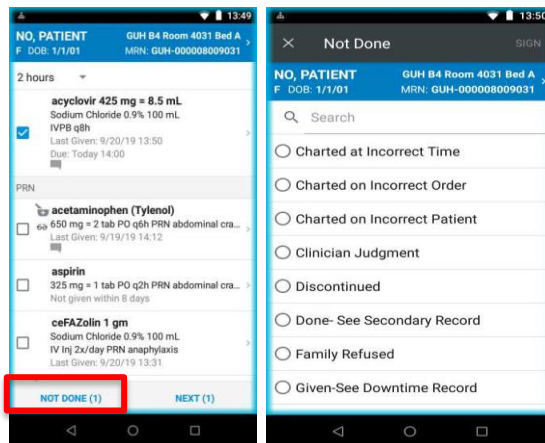 13:49
NO, PATIENT
GUH B4 Room 4031 Bed A
F DOB: 1/1/01
MRN: GUH-000008009031
2 hours
acyclovir 425 mg = 8.5 mL
Sodium Chloride 0.9% 100 mL
IVPB q8h
Last Given: 9/20/19 13:50
Due: Today 14:00
PRN
acetaminophen (Tylenol)
650 mg = 2 tab PO q6h PRN abdominal cra...
Last Given: 9/19/19 14:12
aspirin
325 mg = 1 tab PO q2h PRN abdominal cra...
Not given within 8 days
ceFAZolin 1 gm
Sodium Chloride 0.9% 100 mL
IV Inj 2x/day PRN anaphylaxis
Last Given: 9/20/19 13:31
NOT DONE (1)
NEXT (1)
13:50
Not Done
SIGN
NO, PATIENT
GUH B4 Room 4031 Bed A
F DOB: 1/1/01
MRN: GUH-000008009031
Search
Charted at Incorrect Time
Charted on Incorrect Order
Charted on Incorrect Patient
Clinician Judgment
Discontinued
Done- See Secondary Record
Family Refused
Given-See Downtime Record